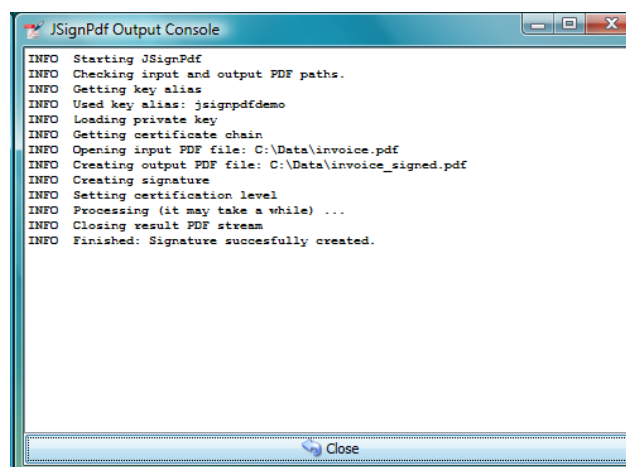 JSignPdf Output Console
INFO Starting JSignPdf
INFO Checking input and output PDF paths.
INFO Getting key alias
INFO Used key alias: jsignpdfdemo
INFO Loading private key
INFO Getting certificate chain
INFO Opening input PDF file: C:\Data\invoice.pdf
INFO Creating output PDF file: C:\Data\invoice_signed.pdf
INFO Creating signature
INFO Setting certification level
INFO Processing (it may take a while) ...
INFO Closing result PDF stream
INFO Finished: Signature succesfully created.
Close